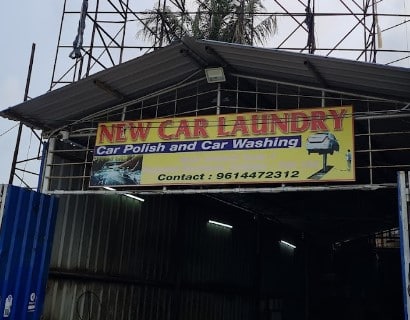 NEW CAR LAUNDRY
Car Polish and Car Washing
Contact : 9614472312